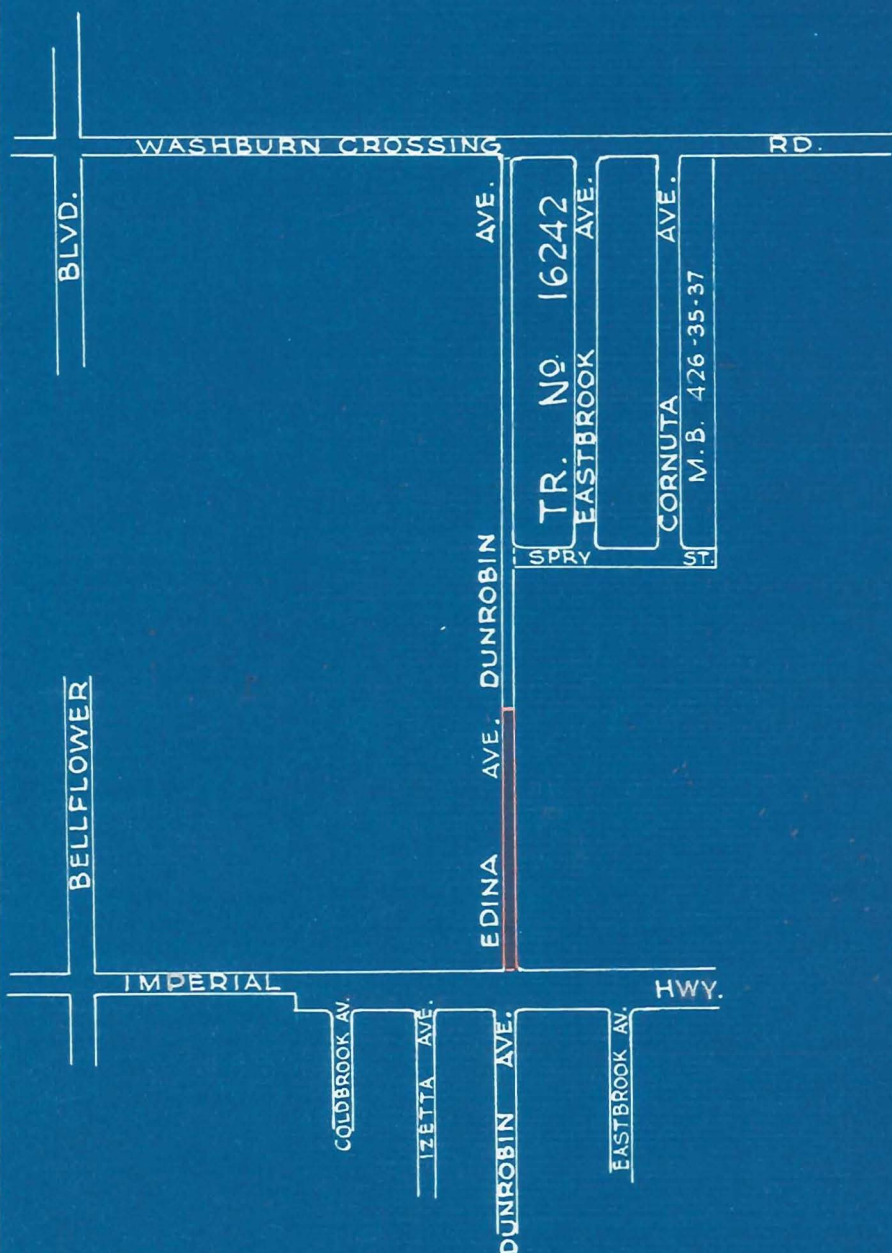 WASHBURN CROSSING RD.
BLVD.
AVE.
TR. NO. 16242
EASTBROOK AVE.
CORNUTA AVE.
M.B. 426-35-37
SPRY ST.
DUNROBIN
BELLFLOWER
EDINA AVE.
IMPERIAL HWY.
COLDBROOK AV.
IZETTA AVE.
DUNROBIN AVE.
EASTBROOK AV.